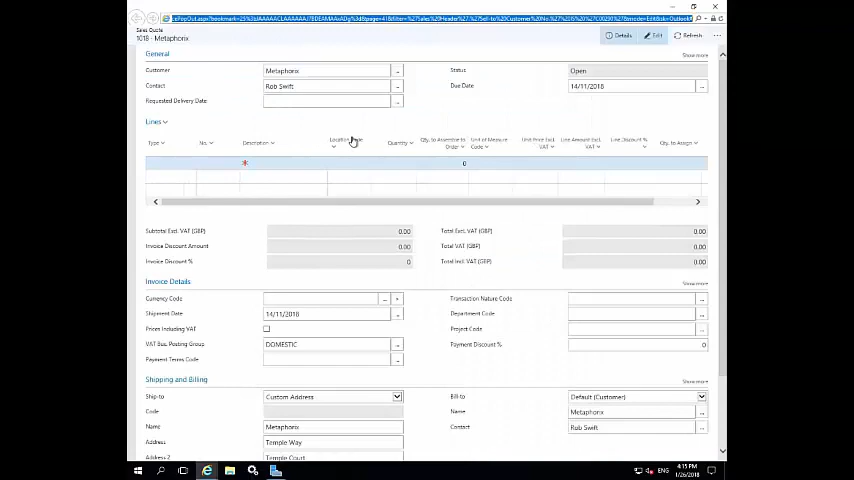 Sales Quote
1018 · Metaphorix
Details
Edit
Refresh
General
Show more
Customer
Metaphorix
Status
Open
Contact
Rob Swift
Due Date
14/11/2018
Requested Delivery Date
Lines
Type
No.
Description
Location Code
Quantity
Qty. to Assemble to Order
Unit of Measure Code
Unit Price Excl. VAT
Line Amount Excl. VAT
Line Discount %
Qty. to Assign
0
Subtotal Excl. VAT (GBP)
0.00
Total Excl. VAT (GBP)
0.00
Invoice Discount Amount
0.00
Total VAT (GBP)
0.00
Invoice Discount %
0
Total Incl. VAT (GBP)
0.00
Invoice Details
Show more
Currency Code
Transaction Nature Code
Shipment Date
14/11/2018
Department Code
Prices Including VAT
Project Code
VAT Bus. Posting Group
DOMESTIC
Payment Discount %
0
Payment Terms Code
Shipping and Billing
Show more
Ship-to
Custom Address
Bill-to
Default (Customer)
Code
Name
Metaphorix
Name
Metaphorix
Contact
Rob Swift
Address
Temple Way
Address 2
Temple Court
ENG
4:15 PM
1/26/2018